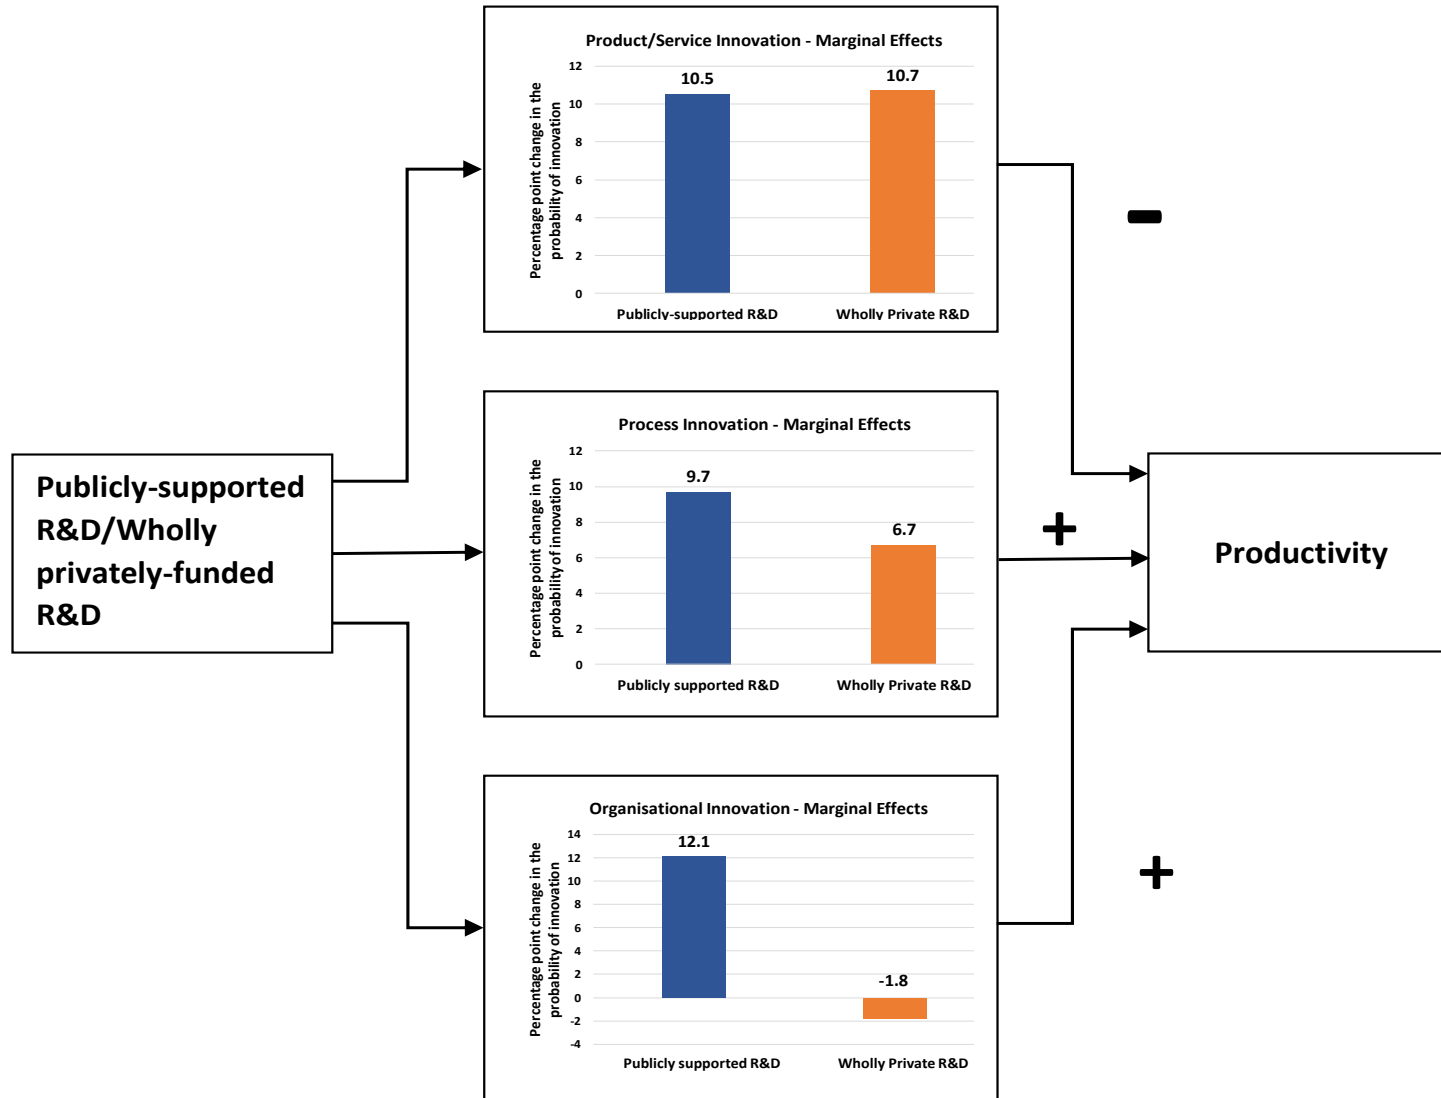 Product/Service Innovation - Marginal Effects
Percentage point change in the
probability of innovation
12
10
8
6
4
2
0
10.5
10.7
Publicly-supported R&D
Wholly Private R&D
-
Publicly-supported
R&D/Wholly
privately-funded
R&D
Process Innovation - Marginal Effects
Percentage point change in the
probability of innovation
12
10
8
6
4
2
0
9.7
6.7
Publicly supported R&D
Wholly Private R&D
+
Productivity
Organisational Innovation - Marginal Effects
Percentage point change in the
probability of innovation
14
12
10
8
6
4
2
0
-2
-4
12.1
-1.8
Publicly supported R&D
Wholly Private R&D
+